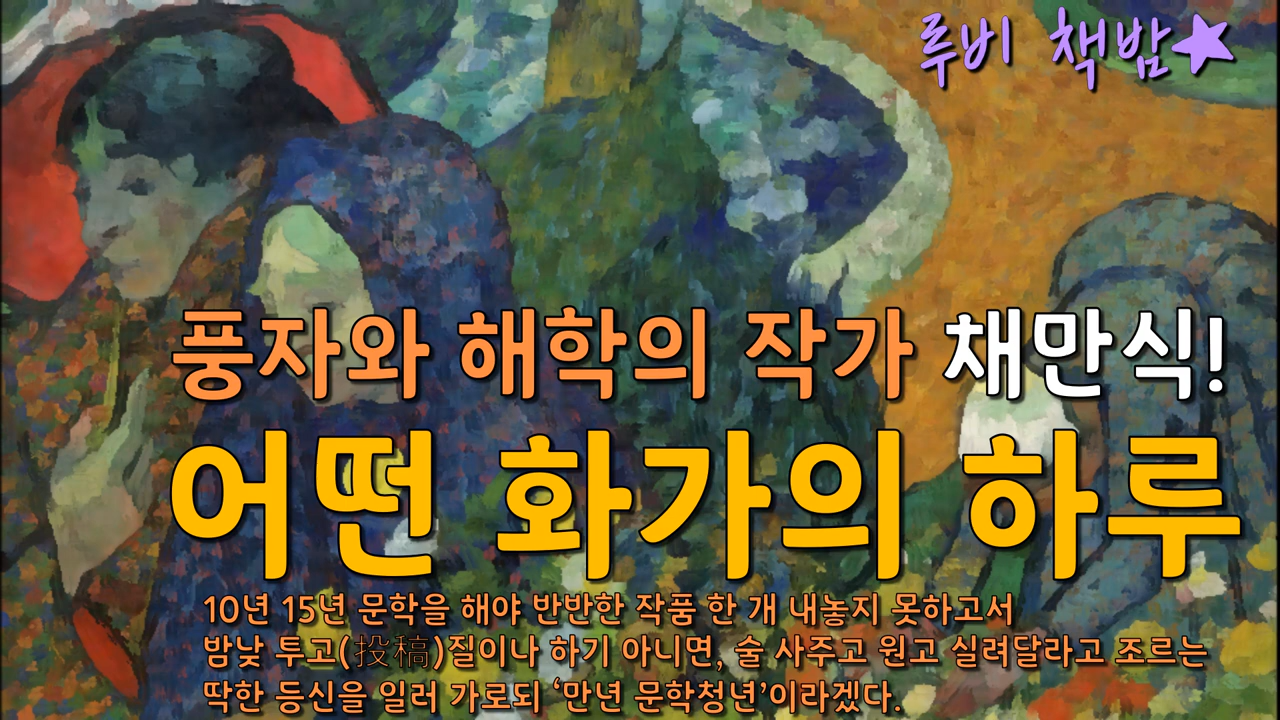 루비 책밤★
풍자와 해학의 작가 채만식!
어떤 화가의 하루
10년 15년 문학을 해야 반반한 작품 한 개 내놓지 못하고서
밤낮 투고(投稿)질이나 하기 아니면, 술 사주고 원고 실려달라고 조르는
딱한 등신을 일러 가로되 ‘만년 문학청년’이라겠다.